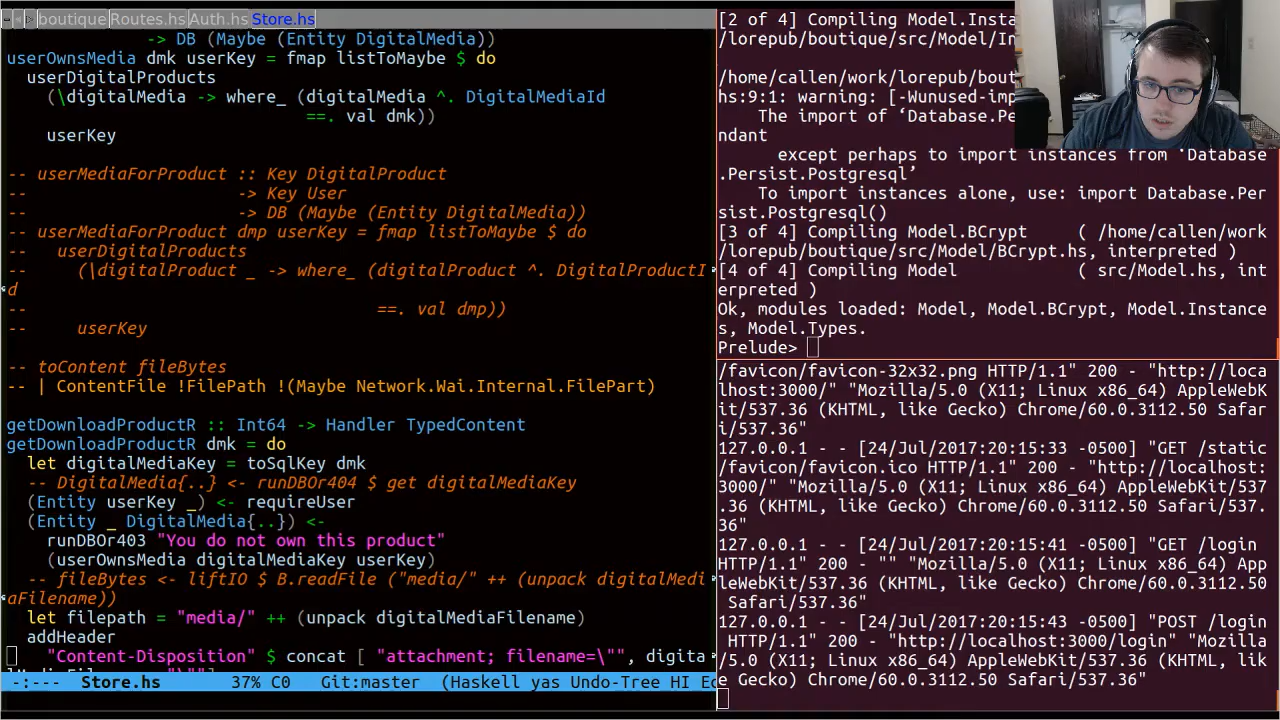 boutique Routes.hs Auth.hs Store.hs
-> DB (Maybe (Entity DigitalMedia))
userOwnsMedia dmk userKey = fmap listToMaybe $ do
userDigitalProducts
(\digitalMedia -> where_ (digitalMedia ^. DigitalMediaId
==. val dmk))
userKey
-- userMediaForProduct :: Key DigitalProduct
-- -> Key User
-- -> DB (Maybe (Entity DigitalMedia))
-- userMediaForProduct dmp userKey = fmap listToMaybe $ do
-- userDigitalProducts
-- (\digitalProduct _ -> where_ (digitalProduct ^. DigitalProductI
d
-- ==. val dmp))
-- userKey
-- toContent fileBytes
-- | ContentFile !FilePath !(Maybe Network.Wai.Internal.FilePart)
getDownloadProductR :: Int64 -> Handler TypedContent
getDownloadProductR dmk = do
let digitalMediaKey = toSqlKey dmk
-- DigitalMedia{..} <- runDBOr404 $ get digitalMediaKey
(Entity userKey _) <- requireUser
(Entity _ DigitalMedia{..}) <-
runDBOr403 "You do not own this product"
(userOwnsMedia digitalMediaKey userKey)
-- fileBytes <- liftIO $ B.readFile ("media/" ++ (unpack digitalMedi
aFilename))
let filepath = "media/" ++ (unpack digitalMediaFilename)
addHeader
"Content-Disposition" $ concat [ "attachment; filename=\"", digita
-:--- Store.hs 37% C0 Git:master (Haskell yas Undo-Tree HI Ec
[2 of 4] Compiling Model.Insta
/lorepub/boutique/src/Model/In
/home/callen/work/lorepub/bout
hs:9:1: warning: [-Wunused-imp
The import of ‘Database.Pe
ndant
except perhaps to import instances from ‘Database
.Persist.Postgresql’
To import instances alone, use: import Database.Per
sist.Postgresql()
[3 of 4] Compiling Model.BCrypt ( /home/callen/work
/lorepub/boutique/src/Model/BCrypt.hs, interpreted )
[4 of 4] Compiling Model ( src/Model.hs, int
erpreted )
Ok, modules loaded: Model, Model.BCrypt, Model.Instance
s, Model.Types.
Prelude>
/favicon/favicon-32x32.png HTTP/1.1" 200 - "http://loca
lhost:3000/" "Mozilla/5.0 (X11; Linux x86_64) AppleWebK
it/537.36 (KHTML, like Gecko) Chrome/60.0.3112.50 Safar
i/537.36"
127.0.0.1 - - [24/Jul/2017:20:15:33 -0500] "GET /static
/favicon/favicon.ico HTTP/1.1" 200 - "http://localhost:
3000/" "Mozilla/5.0 (X11; Linux x86_64) AppleWebKit/537
.36 (KHTML, like Gecko) Chrome/60.0.3112.50 Safari/537.
36"
127.0.0.1 - - [24/Jul/2017:20:15:41 -0500] "GET /login
HTTP/1.1" 200 - "" "Mozilla/5.0 (X11; Linux x86_64) App
leWebKit/537.36 (KHTML, like Gecko) Chrome/60.0.3112.50
Safari/537.36"
127.0.0.1 - - [24/Jul/2017:20:15:43 -0500] "POST /login
HTTP/1.1" 200 - "http://localhost:3000/login" "Mozilla
/5.0 (X11; Linux x86_64) AppleWebKit/537.36 (KHTML, lik
e Gecko) Chrome/60.0.3112.50 Safari/537.36"